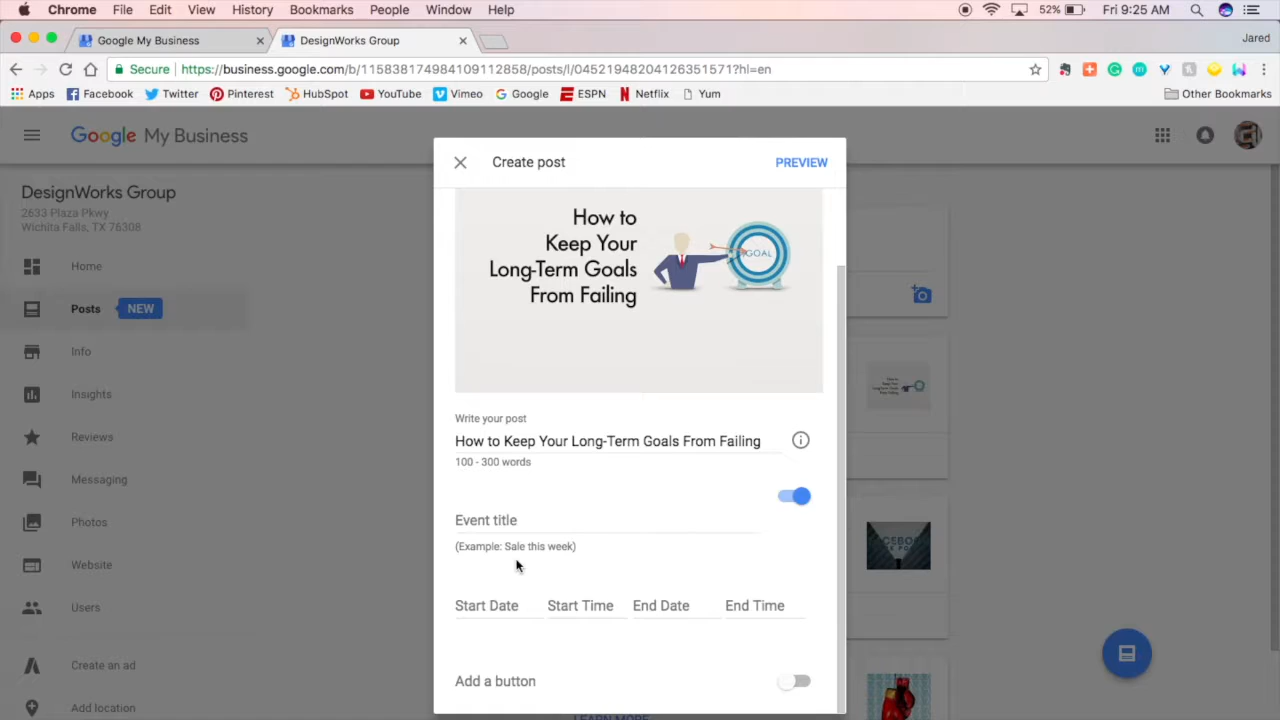 Chrome File Edit View History Bookmarks People Window Help
52% Fri 9:25 AM
Google My Business
DesignWorks Group
Jared
Secure https://business.google.com/b/115838174984109112858/posts/l/04521948204126351571?hl=en
Apps Facebook Twitter Pinterest HubSpot YouTube Vimeo Google ESPN Netflix Yum Other Bookmarks
Google My Business
DesignWorks Group
2633 Plaza Pkwy
Wichita Falls, TX 76308
Home
Posts NEW
Info
Insights
Reviews
Messaging
Photos
Website
Users
Create an ad
Add location
Create post
PREVIEW
How to
Keep Your
Long-Term Goals
From Failing
GOAL
Write your post
How to Keep Your Long-Term Goals From Failing
100 - 300 words
Event title
(Example: Sale this week)
Start Date Start Time End Date End Time
Add a button
LEARN MORE